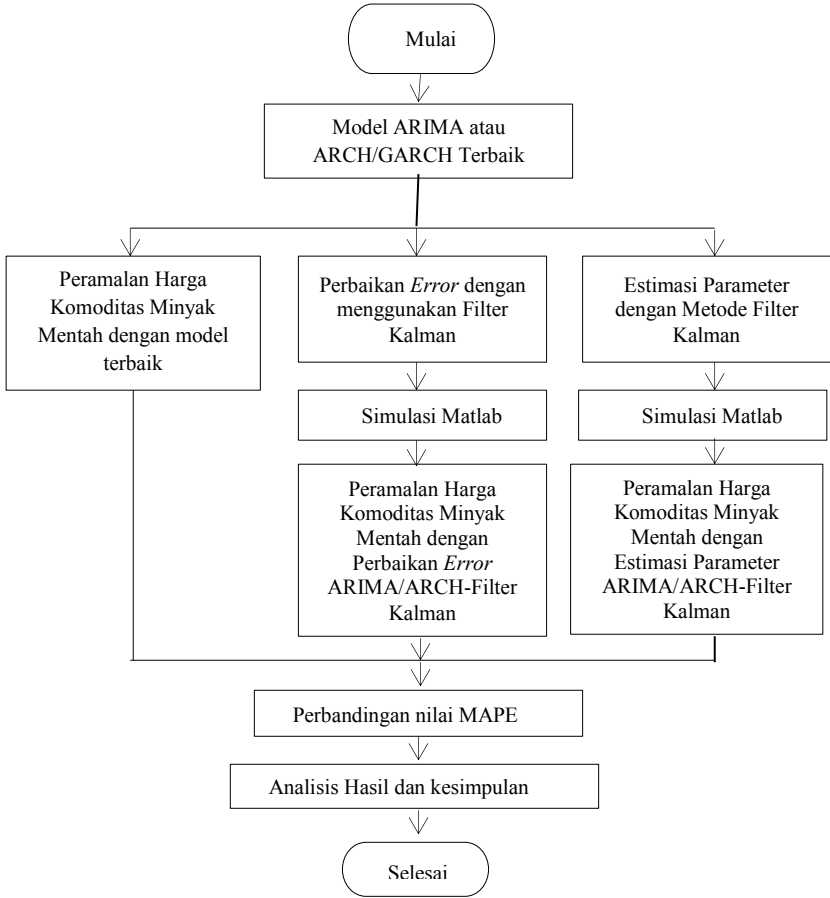 Mulai
Model ARIMA atau
ARCH/GARCH Terbaik
Peramalan Harga
Komoditas Minyak
Mentah dengan model
terbaik
Perbaikan Error dengan
menggunakan Filter
Kalman
Estimasi Parameter
dengan Metode Filter
Kalman
Simulasi Matlab
Simulasi Matlab
Peramalan Harga
Komoditas Minyak
Mentah dengan
Perbaikan Error
ARIMA/ARCH-Filter
Kalman
Peramalan Harga
Komoditas Minyak
Mentah dengan
Estimasi Parameter
ARIMA/ARCH-Filter
Kalman
Perbandingan nilai MAPE
Analisis Hasil dan kesimpulan
Selesai